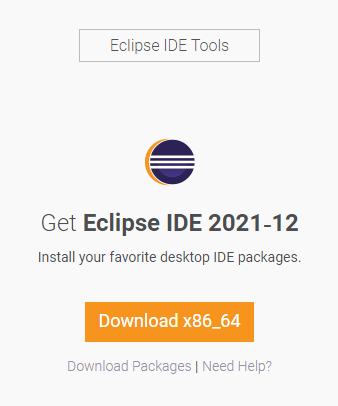 Eclipse IDE Tools
Get Eclipse IDE 2021‑12
Install your favorite desktop IDE packages.
Download x86_64
Download Packages | Need Help?